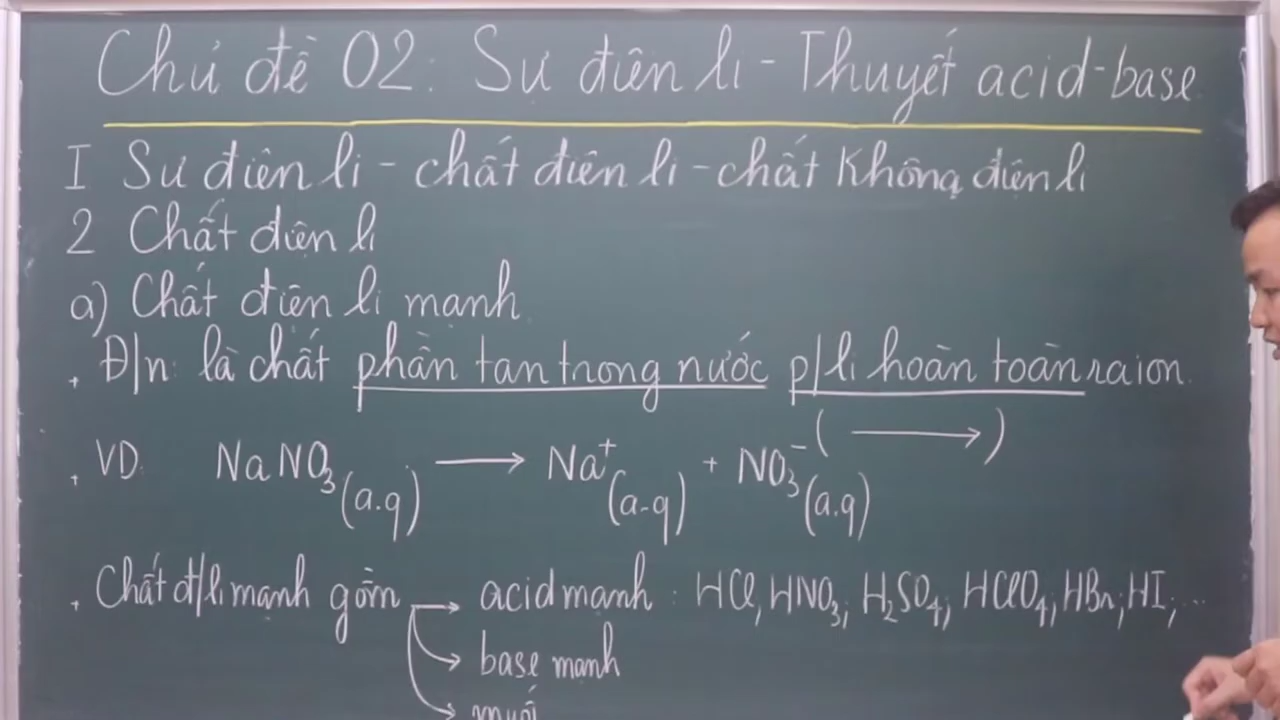 Chủ đề 02: Sự điện li - Thuyết acid-base
I Sự điện li - chất điện li - chất không điện li
2 Chất điện li
a) Chất điện li mạnh
. Đ/n: là chất phân tan trong nước p/li hoàn toàn ra ion.
(⟶)
. VD: NaNO₃(a.q) ⟶ Na⁺(a-q) + NO₃⁻(a.q)
. Chất đ/li mạnh gồm → acid mạnh : HCl, HNO₃; H₂SO₄; HClO₄; HBr; HI; ...
→ base mạnh
→ muối